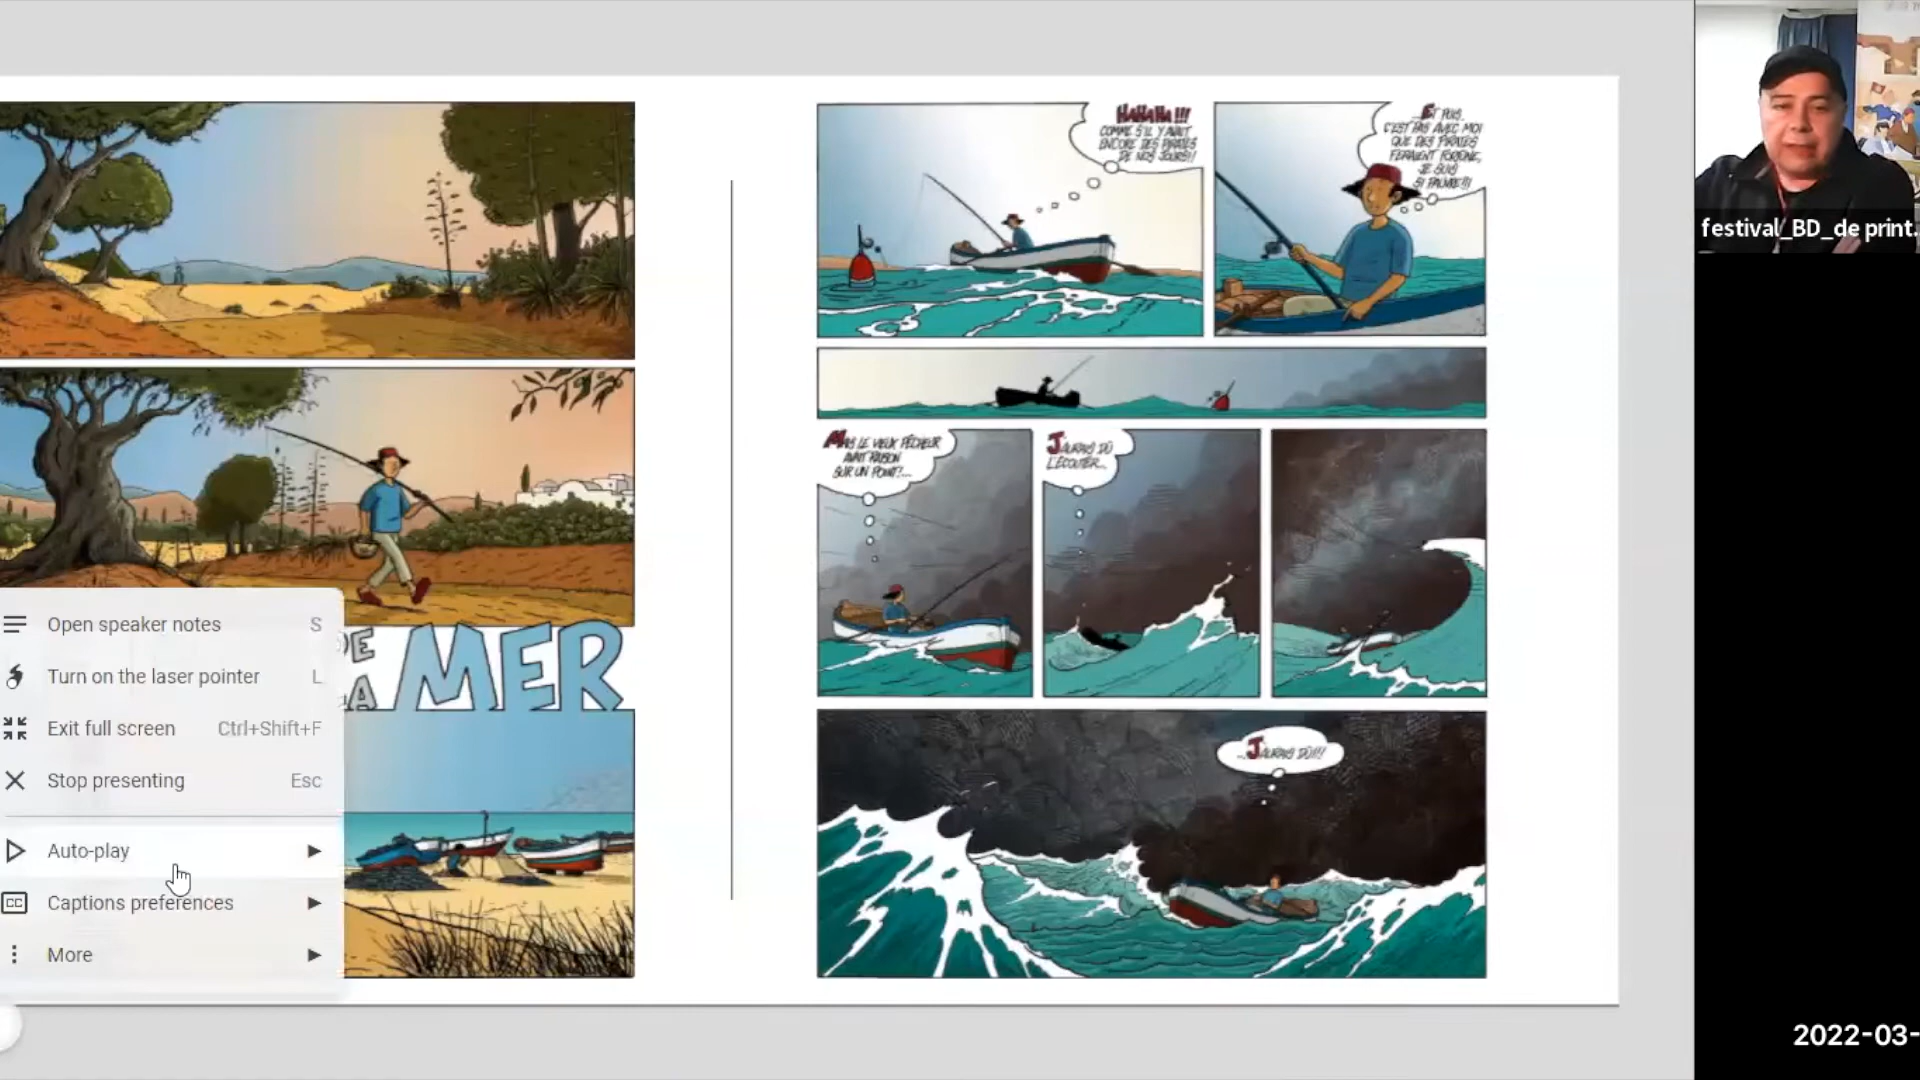 HAHAHA!!!
COMME S'IL Y AVAIT
ENCORE DES PIRATES
DE NOS JOURS!!
...ET PUIS..
C'EST PAS AVEC MOI
QUE DES PIRATES
FERAIENT FORTUNE,
JE SUIS
SI PAUVRE!!!
MAIS LE VIEUX PÊCHEUR
AVAIT RAISON
SUR UN POINT!...
J'AURAIS DÛ
L'ÉCOUTER...
...J'AURAIS DÛ!!!
DE
LA MER
Open speaker notes S
Turn on the laser pointer L
Exit full screen Ctrl+Shift+F
Stop presenting Esc
Auto-play
CC Captions preferences
More
festival_BD_de print.
2022-03-